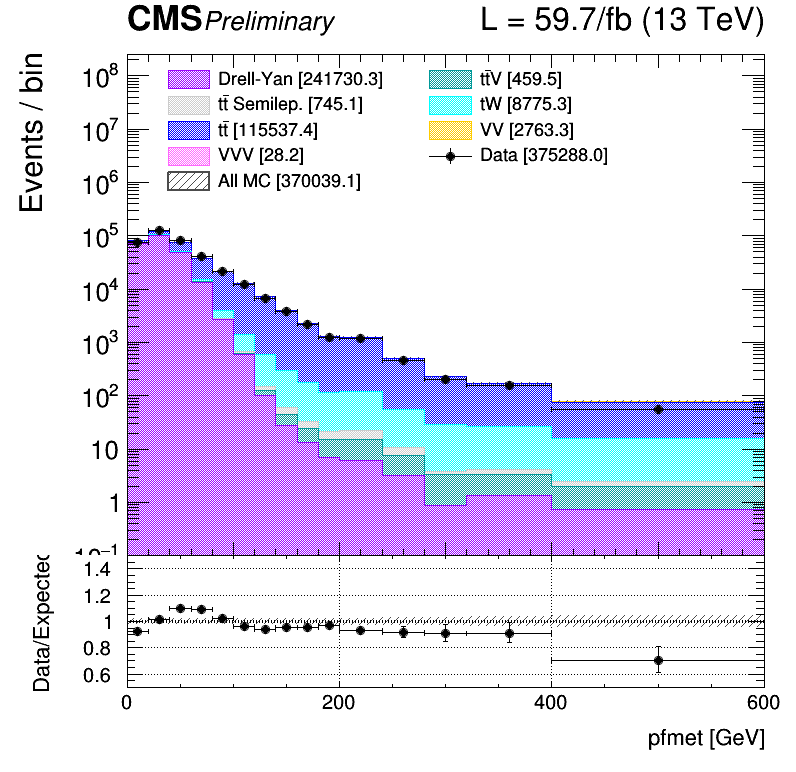 CMS Preliminary L = 59.7/fb (13 TeV)
Events / bin
Drell-Yan [241730.3]
tt̄ Semilep. [745.1]
tt̄ [115537.4]
VVV [28.2]
All MC [370039.1]
tt̄V [459.5]
tW [8775.3]
VV [2763.3]
Data [375288.0]
10⁸
10⁷
10⁶
10⁵
10⁴
10³
10²
10
1
10⁻¹
Data/Expected
1.4
1.2
1
0.8
0.6
0 200 400 600
pfmet [GeV]